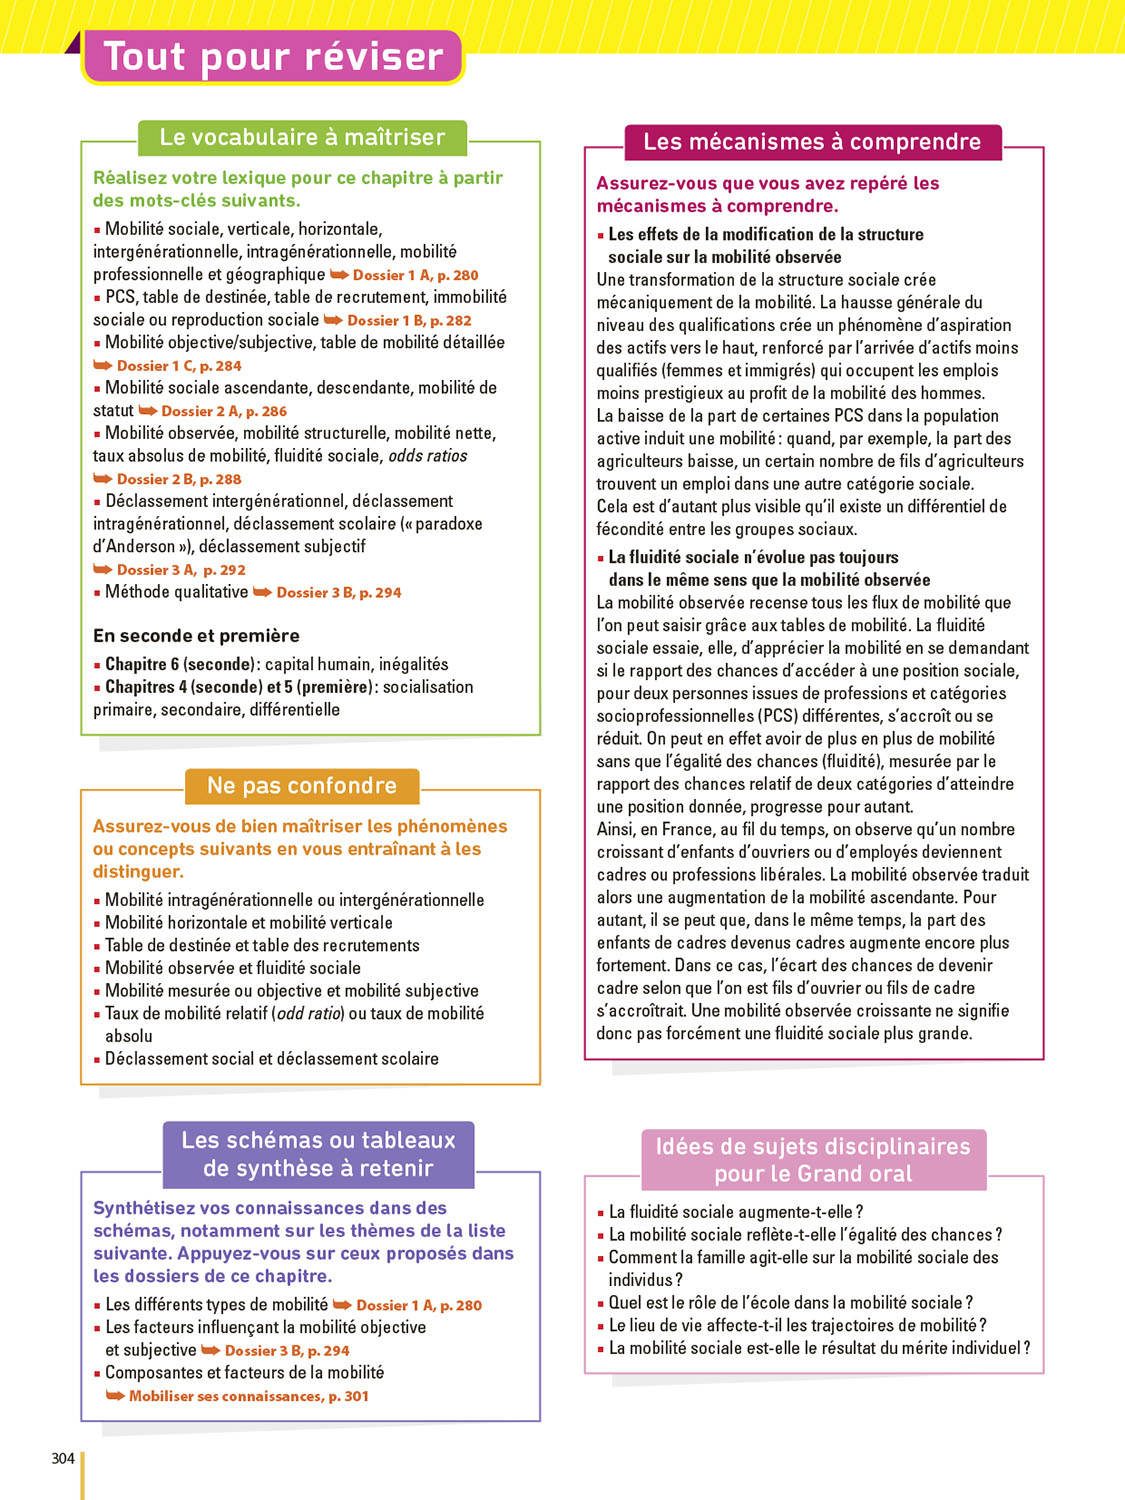 Tout pour réviser
Le vocabulaire à maîtriser
Réalisez votre lexique pour ce chapitre à partir
des mots-clés suivants.
▪ Mobilité sociale, verticale, horizontale,
intergénérationnelle, intragénérationnelle, mobilité
professionnelle et géographique ➥ Dossier 1 A, p. 280
▪ PCS, table de destinée, table de recrutement, immobilité
sociale ou reproduction sociale ➥ Dossier 1 B, p. 282
▪ Mobilité objective/subjective, table de mobilité détaillée
➥ Dossier 1 C, p. 284
▪ Mobilité sociale ascendante, descendante, mobilité de
statut ➥ Dossier 2 A, p. 286
▪ Mobilité observée, mobilité structurelle, mobilité nette,
taux absolus de mobilité, fluidité sociale, odds ratios
➥ Dossier 2 B, p. 288
▪ Déclassement intergénérationnel, déclassement
intragénérationnel, déclassement scolaire (« paradoxe
d’Anderson »), déclassement subjectif
➥ Dossier 3 A, p. 292
▪ Méthode qualitative ➥ Dossier 3 B, p. 294
En seconde et première
▪ Chapitre 6 (seconde) : capital humain, inégalités
▪ Chapitres 4 (seconde) et 5 (première) : socialisation
primaire, secondaire, différentielle
Ne pas confondre
Assurez-vous de bien maîtriser les phénomènes
ou concepts suivants en vous entraînant à les
distinguer.
▪ Mobilité intragénérationnelle ou intergénérationnelle
▪ Mobilité horizontale et mobilité verticale
▪ Table de destinée et table des recrutements
▪ Mobilité observée et fluidité sociale
▪ Mobilité mesurée ou objective et mobilité subjective
▪ Taux de mobilité relatif (odd ratio) ou taux de mobilité
absolu
▪ Déclassement social et déclassement scolaire
Les schémas ou tableaux
de synthèse à retenir
Synthétisez vos connaissances dans des
schémas, notamment sur les thèmes de la liste
suivante. Appuyez-vous sur ceux proposés dans
les dossiers de ce chapitre.
▪ Les différents types de mobilité ➥ Dossier 1 A, p. 280
▪ Les facteurs influençant la mobilité objective
et subjective ➥ Dossier 3 B, p. 294
▪ Composantes et facteurs de la mobilité
➥ Mobiliser ses connaissances, p. 301
Les mécanismes à comprendre
Assurez-vous que vous avez repéré les
mécanismes à comprendre.
▪ Les effets de la modification de la structure
sociale sur la mobilité observée
Une transformation de la structure sociale crée
mécaniquement de la mobilité. La hausse générale du
niveau des qualifications crée un phénomène d’aspiration
des actifs vers le haut, renforcé par l’arrivée d’actifs moins
qualifiés (femmes et immigrés) qui occupent les emplois
moins prestigieux au profit de la mobilité des hommes.
La baisse de la part de certaines PCS dans la population
active induit une mobilité : quand, par exemple, la part des
agriculteurs baisse, un certain nombre de fils d’agriculteurs
trouvent un emploi dans une autre catégorie sociale.
Cela est d’autant plus visible qu’il existe un différentiel de
fécondité entre les groupes sociaux.
▪ La fluidité sociale n’évolue pas toujours
dans le même sens que la mobilité observée
La mobilité observée recense tous les flux de mobilité que
l’on peut saisir grâce aux tables de mobilité. La fluidité
sociale essaie, elle, d’apprécier la mobilité en se demandant
si le rapport des chances d’accéder à une position sociale,
pour deux personnes issues de professions et catégories
socioprofessionnelles (PCS) différentes, s’accroît ou se
réduit. On peut en effet avoir de plus en plus de mobilité
sans que l’égalité des chances (fluidité), mesurée par le
rapport des chances relatif de deux catégories d’atteindre
une position donnée, progresse pour autant.
Ainsi, en France, au fil du temps, on observe qu’un nombre
croissant d’enfants d’ouvriers ou d’employés deviennent
cadres ou professions libérales. La mobilité observée traduit
alors une augmentation de la mobilité ascendante. Pour
autant, il se peut que, dans le même temps, la part des
enfants de cadres devenus cadres augmente encore plus
fortement. Dans ce cas, l’écart des chances de devenir
cadre selon que l’on est fils d’ouvrier ou fils de cadre
s’accroîtrait. Une mobilité observée croissante ne signifie
donc pas forcément une fluidité sociale plus grande.
Idées de sujets disciplinaires
pour le Grand oral
▪ La fluidité sociale augmente-t-elle ?
▪ La mobilité sociale reflète-t-elle l’égalité des chances ?
▪ Comment la famille agit-elle sur la mobilité sociale des
individus ?
▪ Quel est le rôle de l’école dans la mobilité sociale ?
▪ Le lieu de vie affecte-t-il les trajectoires de mobilité ?
▪ La mobilité sociale est-elle le résultat du mérite individuel ?
304